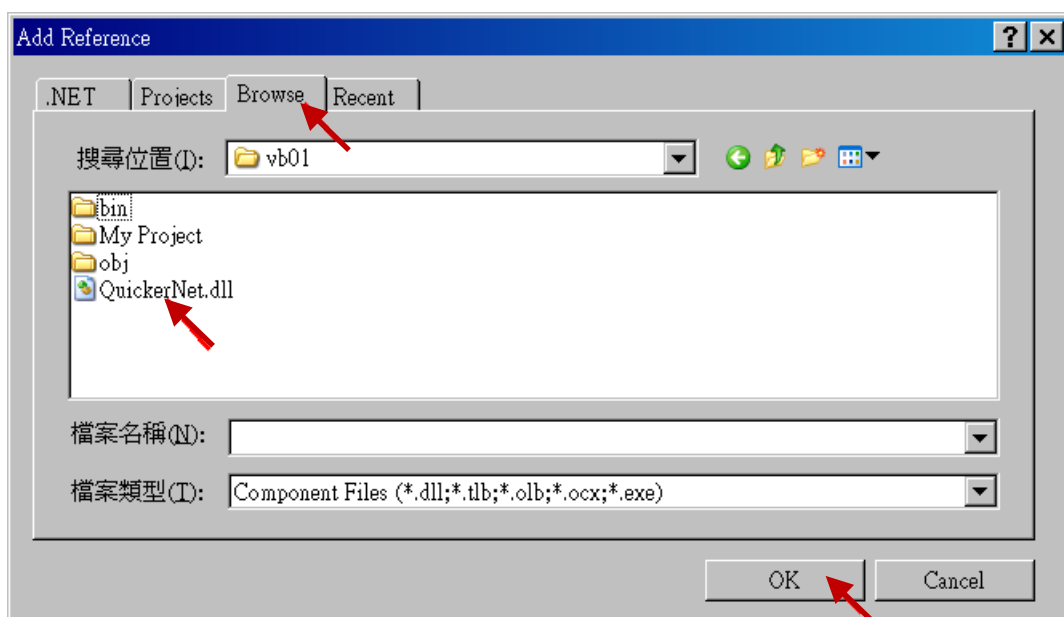 Add Reference
.NET Projects Browse Recent
搜尋位置(I): vb01
bin
My Project
obj
QuickerNet.dll
檔案名稱(N):
檔案類型(T): Component Files (*.dll;*.tlb;*.olb;*.ocx;*.exe)
OK Cancel